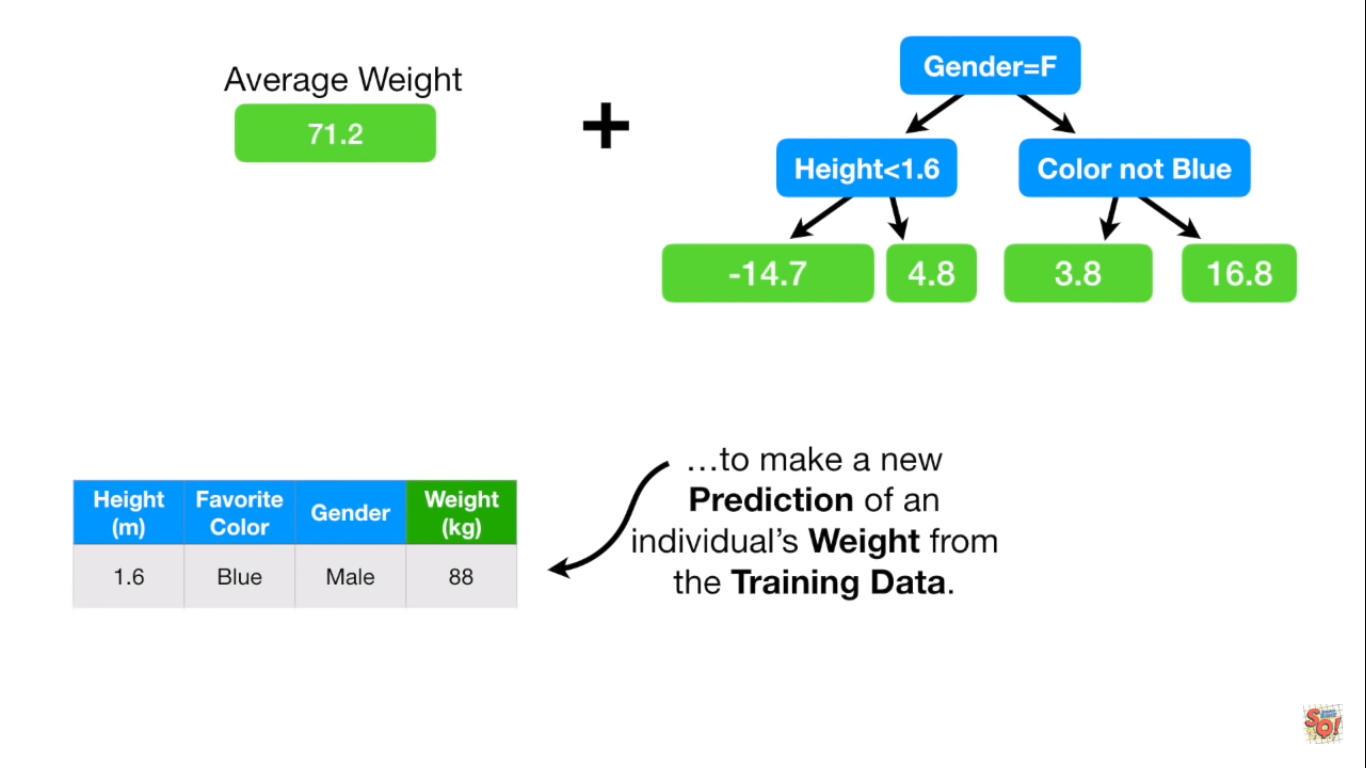 Average Weight
71.2
+
Gender=F
Height<1.6
Color not Blue
-14.7
4.8
3.8
16.8
Height
(m)
Favorite
Color
Gender
Weight
(kg)
1.6
Blue
Male
88
…to make a new
Prediction of an
individual’s Weight from
the Training Data.
SQ!